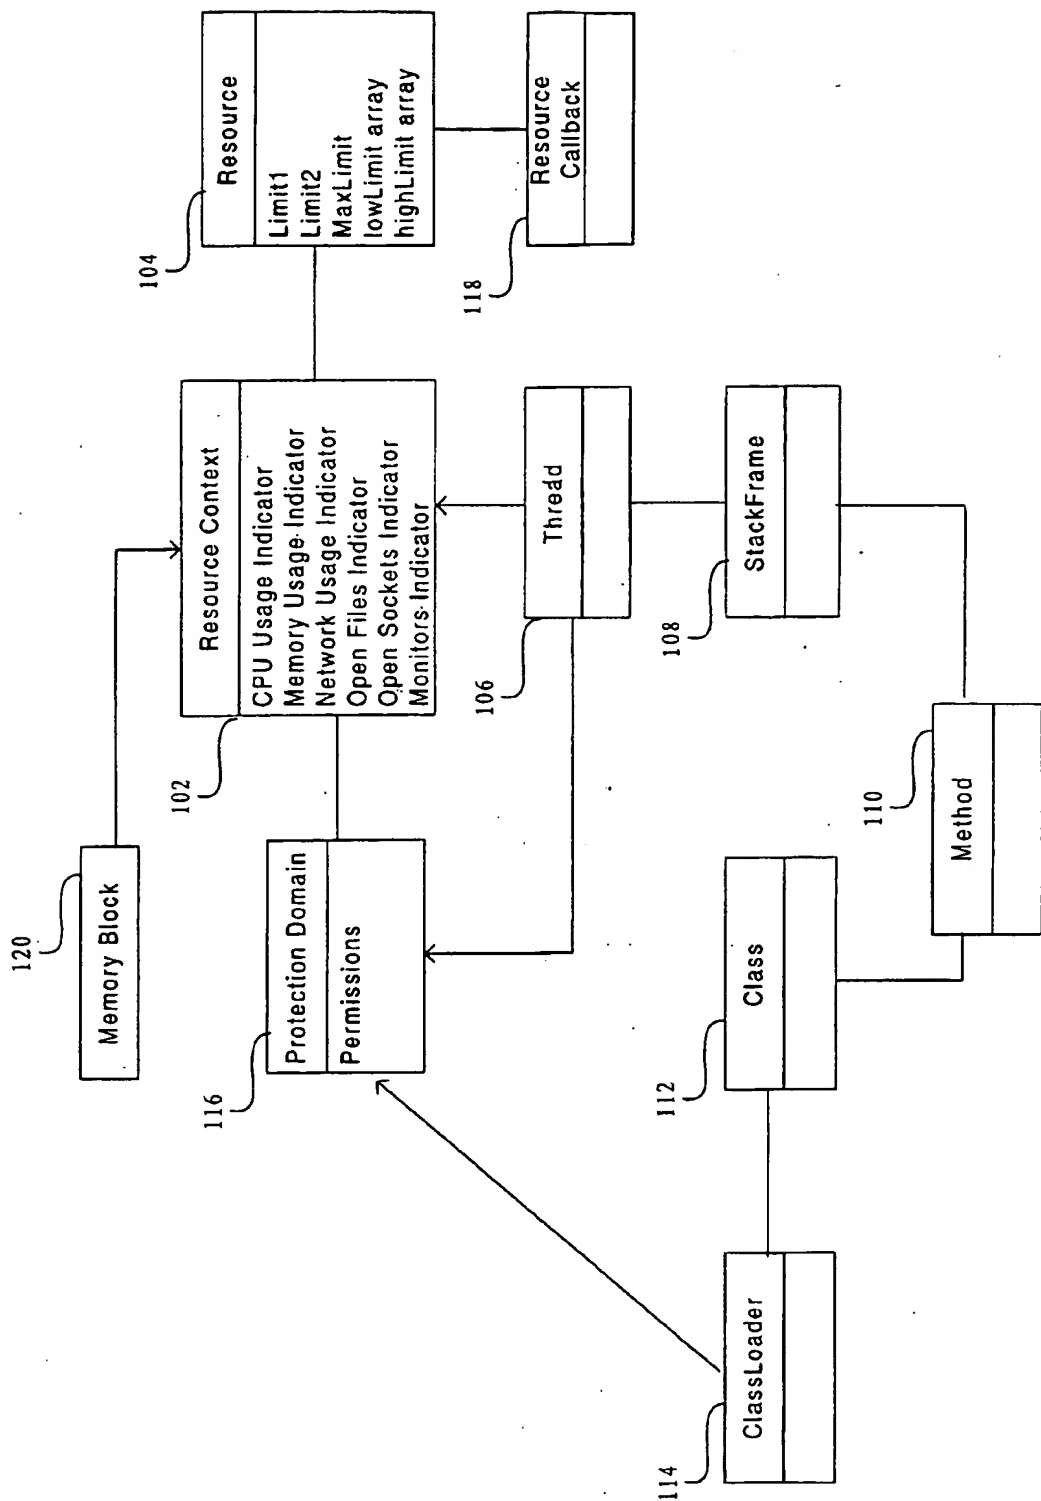 120
Memory Block
102
Resource Context
CPU Usage Indicator
Memory Usage Indicator
Network Usage Indicator
Open Files Indicator
Open Sockets Indicator
Monitors Indicator
104
Resource
Limit1
Limit2
MaxLimit
lowLimit array
highLimit array
116
Protection Domain
Permissions
118
Resource
Callback
106
Thread
114
ClassLoader
112
Class
108
StackFrame
110
Method